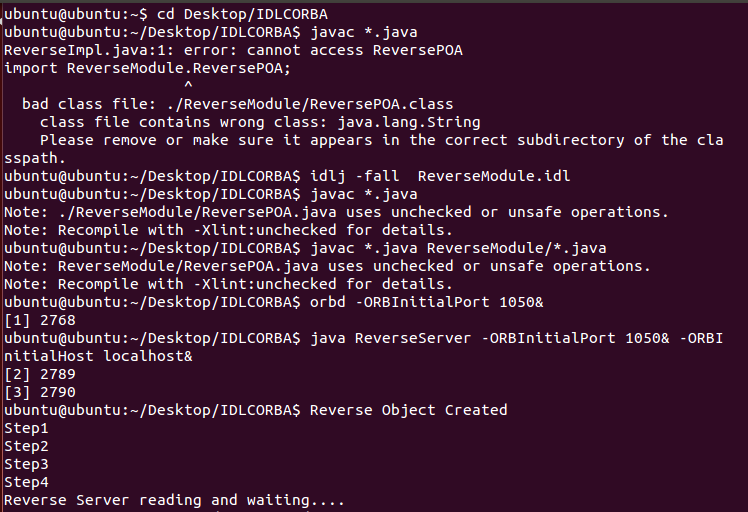 ubuntu@ubuntu:~$ cd Desktop/IDLCORBA
ubuntu@ubuntu:~/Desktop/IDLCORBA$ javac *.java
ReverseImpl.java:1: error: cannot access ReversePOA
import ReverseModule.ReversePOA;
^
bad class file: ./ReverseModule/ReversePOA.class
class file contains wrong class: java.lang.String
Please remove or make sure it appears in the correct subdirectory of the cla
sspath.
ubuntu@ubuntu:~/Desktop/IDLCORBA$ idlj -fall  ReverseModule.idl
ubuntu@ubuntu:~/Desktop/IDLCORBA$ javac *.java
Note: ./ReverseModule/ReversePOA.java uses unchecked or unsafe operations.
Note: Recompile with -Xlint:unchecked for details.
ubuntu@ubuntu:~/Desktop/IDLCORBA$ javac *.java ReverseModule/*.java
Note: ReverseModule/ReversePOA.java uses unchecked or unsafe operations.
Note: Recompile with -Xlint:unchecked for details.
ubuntu@ubuntu:~/Desktop/IDLCORBA$ orbd -ORBInitialPort 1050&
[1] 2768
ubuntu@ubuntu:~/Desktop/IDLCORBA$ java ReverseServer -ORBInitialPort 1050& -ORBI
nitialHost localhost&
[2] 2789
[3] 2790
ubuntu@ubuntu:~/Desktop/IDLCORBA$ Reverse Object Created
Step1
Step2
Step3
Step4
Reverse Server reading and waiting....